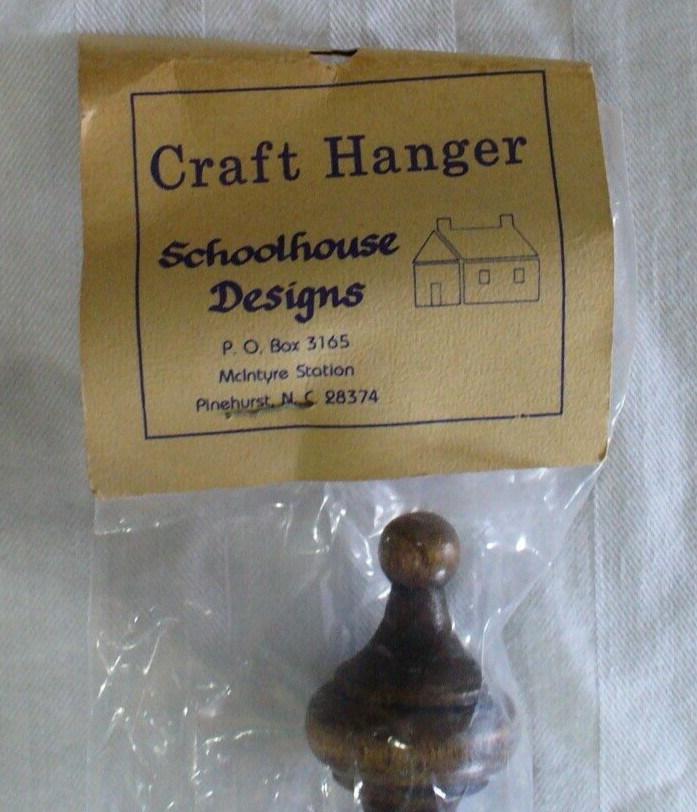 Craft Hanger
Schoolhouse
Designs
P. O. Box 3165
McIntyre Station
Pinehurst, N. C 28374